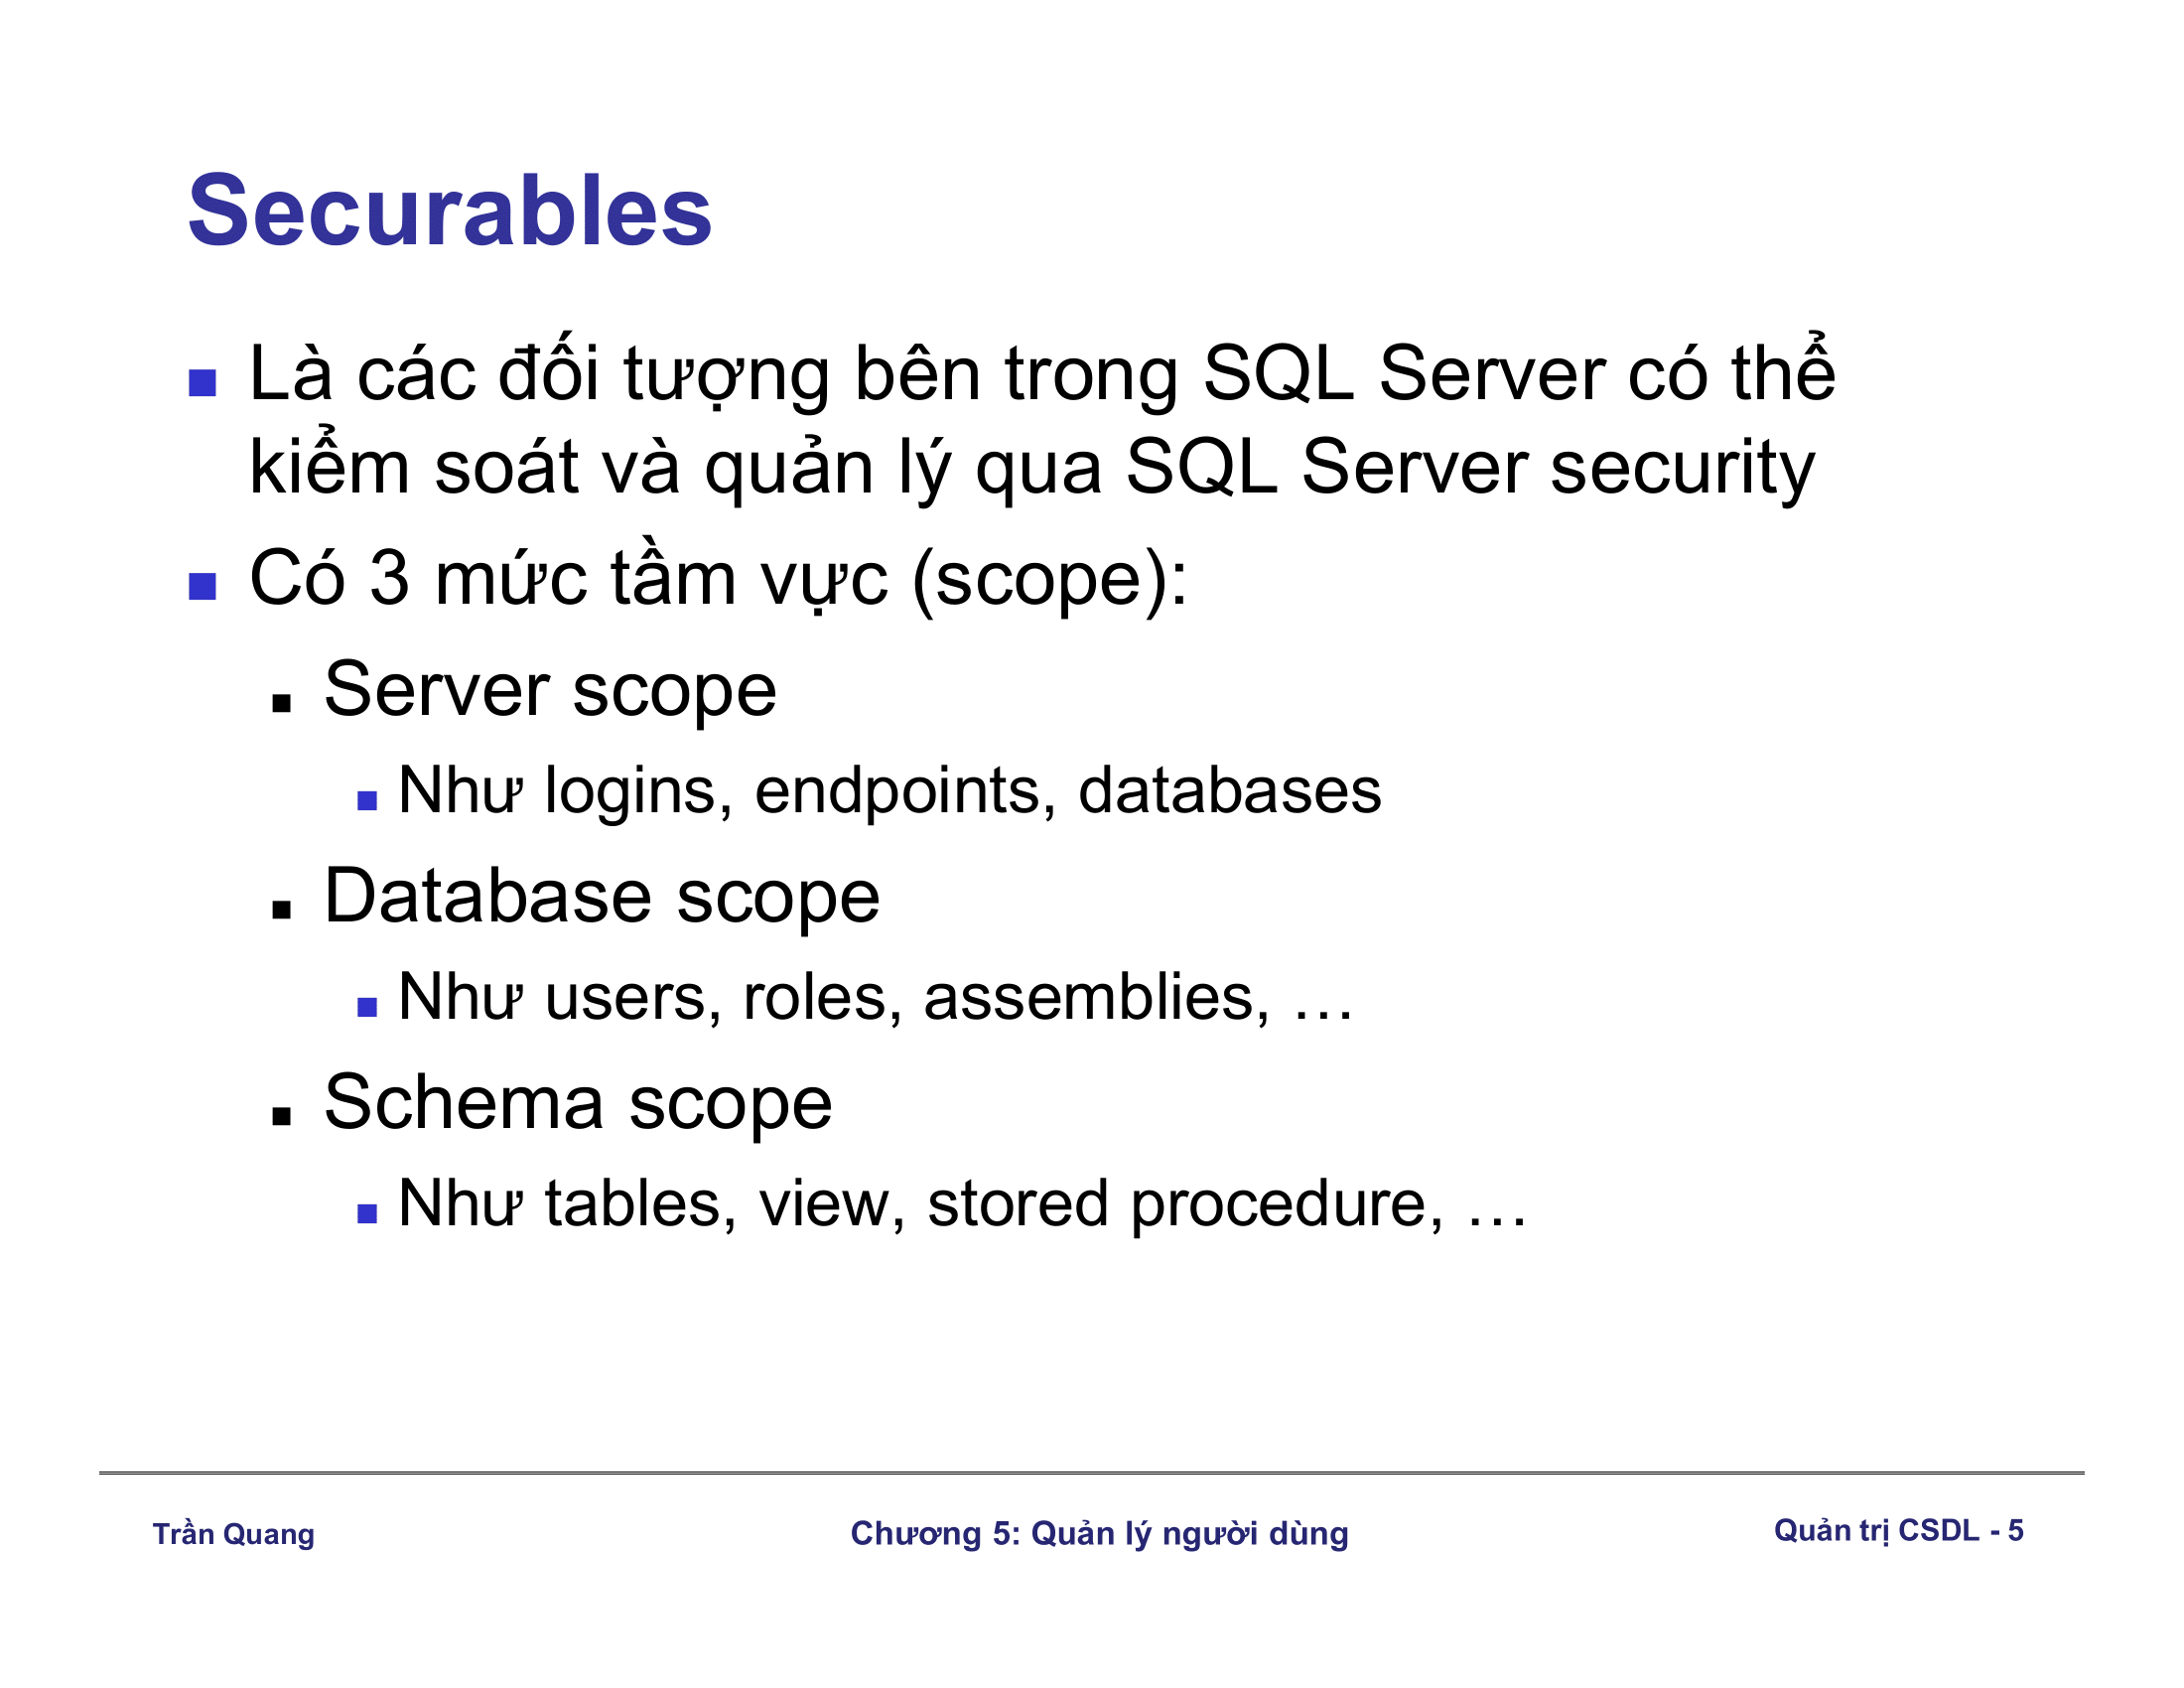 Securables
Là các đối tượng bên trong SQL Server có thể
kiểm soát và quản lý qua SQL Server security
Có 3 mức tầm vực (scope):
Server scope
Như logins, endpoints, databases
Database scope
Như users, roles, assemblies, …
Schema scope
Như tables, view, stored procedure, …
Trần Quang
Chương 5: Quản lý người dùng
Quản trị CSDL - 5